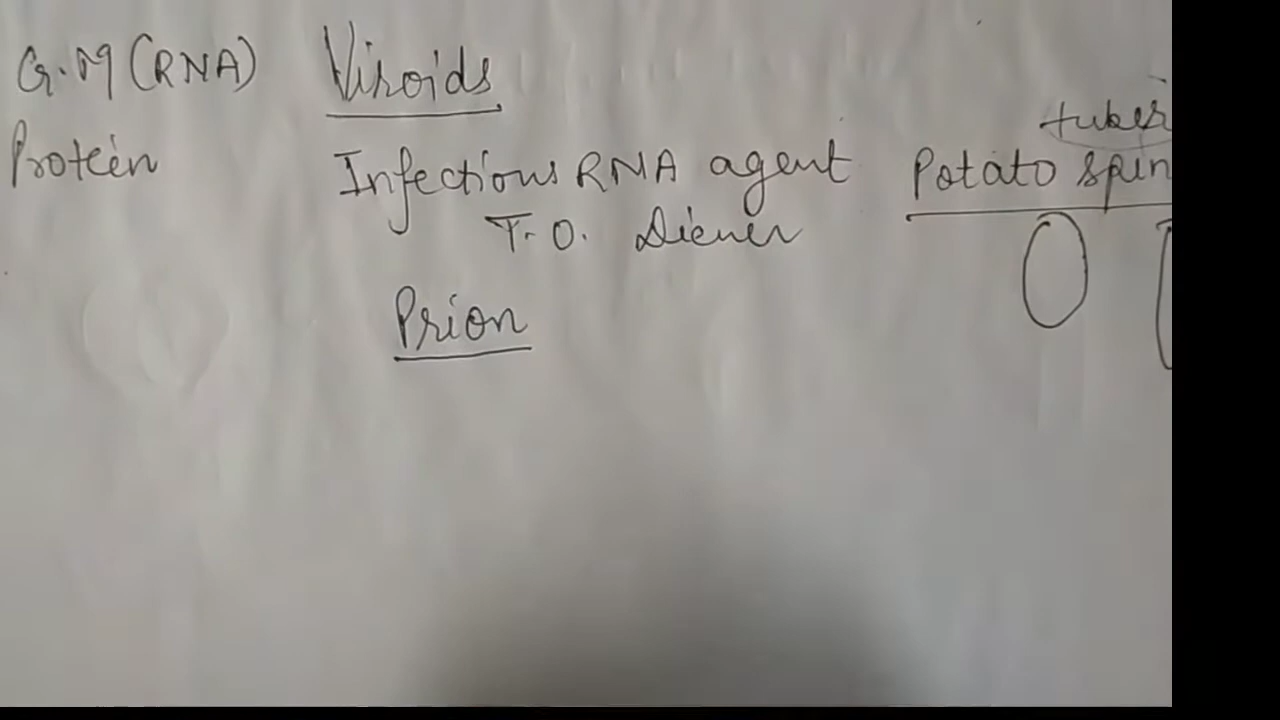 G.M (RNA)
Protein
Viroids
Infectious RNA agent
T.O. Diener
Prion
tuber
Potato spin